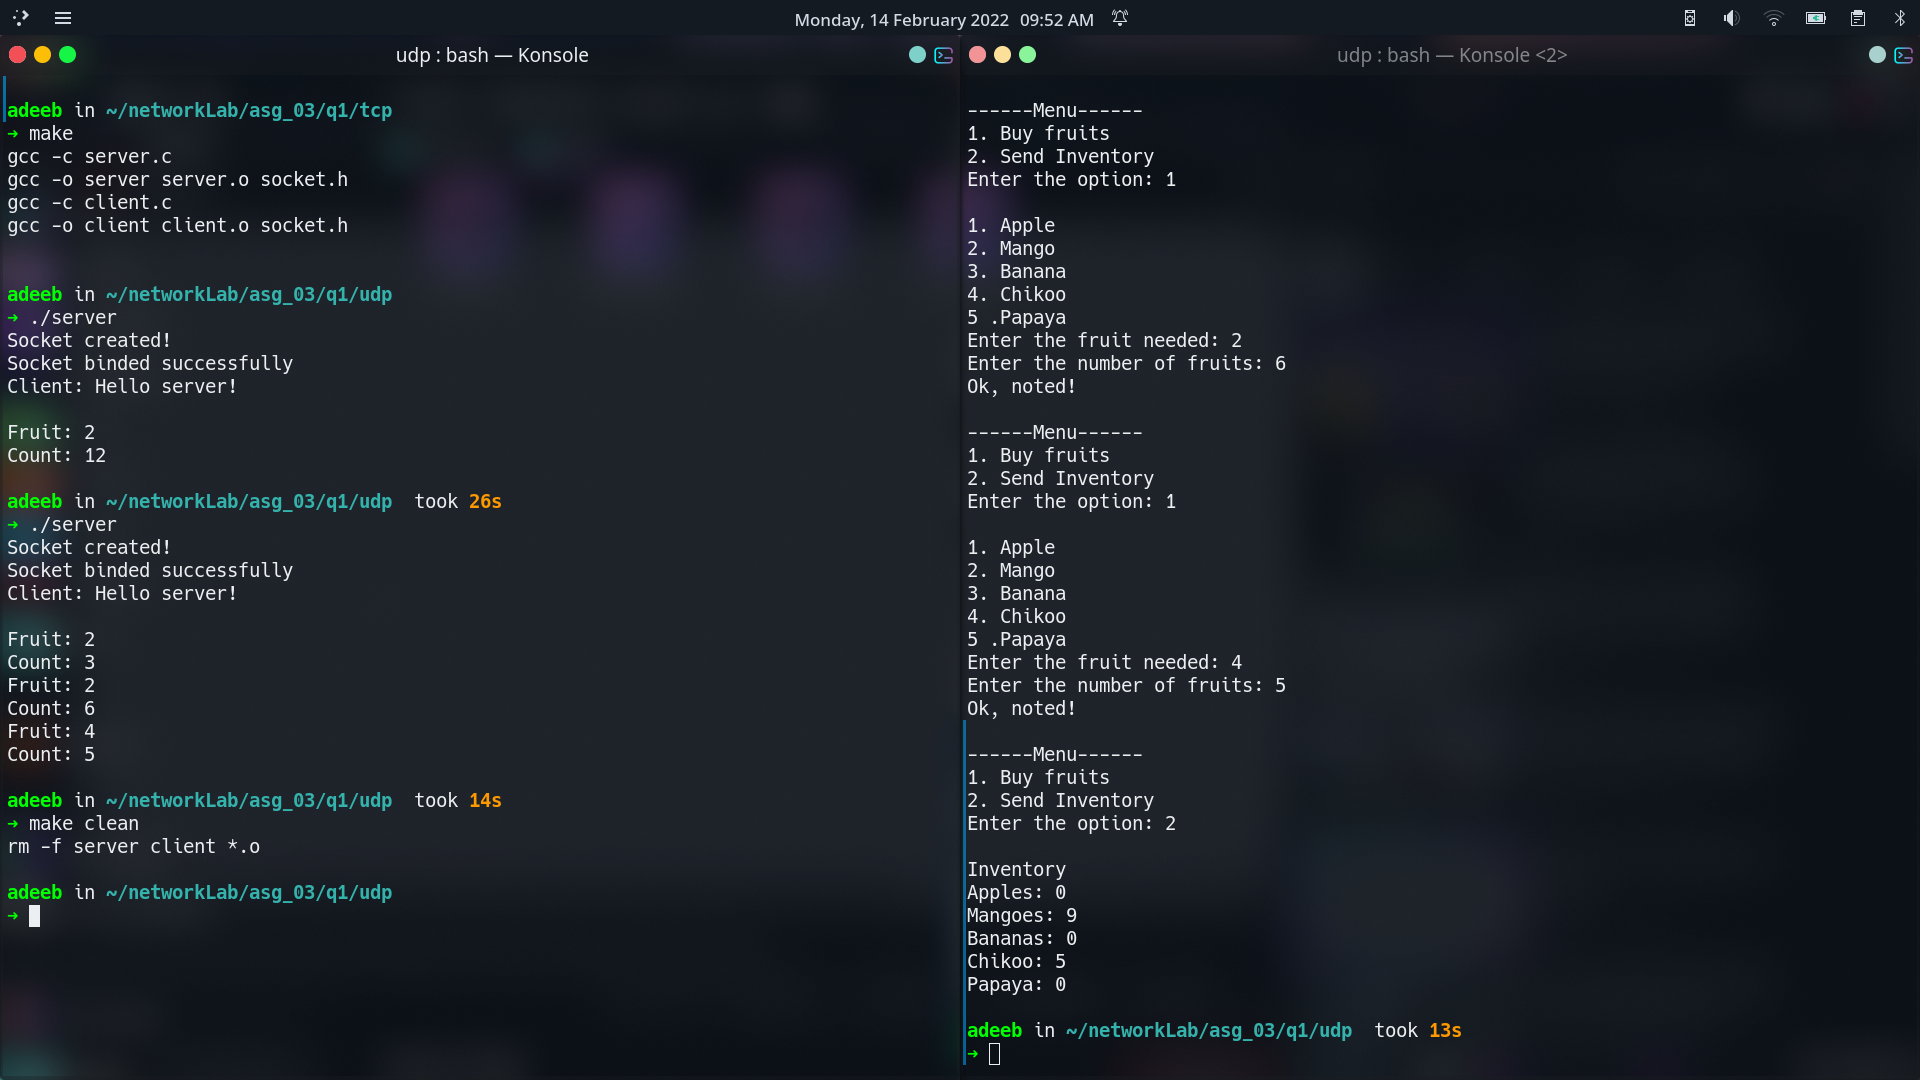 Monday, 14 February 2022 09:52 AM
udp : bash — Konsole
adeeb in ~/networkLab/asg_03/q1/tcp
➜ make
gcc -c server.c
gcc -o server server.o socket.h
gcc -c client.c
gcc -o client client.o socket.h
adeeb in ~/networkLab/asg_03/q1/udp
➜ ./server
Socket created!
Socket binded successfully
Client: Hello server!
Fruit: 2
Count: 12
adeeb in ~/networkLab/asg_03/q1/udp took 26s
➜ ./server
Socket created!
Socket binded successfully
Client: Hello server!
Fruit: 2
Count: 3
Fruit: 2
Count: 6
Fruit: 4
Count: 5
adeeb in ~/networkLab/asg_03/q1/udp took 14s
➜ make clean
rm -f server client *.o
adeeb in ~/networkLab/asg_03/q1/udp
➜
udp : bash — Konsole <2>
------Menu------
1. Buy fruits
2. Send Inventory
Enter the option: 1
1. Apple
2. Mango
3. Banana
4. Chikoo
5 .Papaya
Enter the fruit needed: 2
Enter the number of fruits: 6
Ok, noted!
------Menu------
1. Buy fruits
2. Send Inventory
Enter the option: 1
1. Apple
2. Mango
3. Banana
4. Chikoo
5 .Papaya
Enter the fruit needed: 4
Enter the number of fruits: 5
Ok, noted!
------Menu------
1. Buy fruits
2. Send Inventory
Enter the option: 2
Inventory
Apples: 0
Mangoes: 9
Bananas: 0
Chikoo: 5
Papaya: 0
adeeb in ~/networkLab/asg_03/q1/udp took 13s
➜